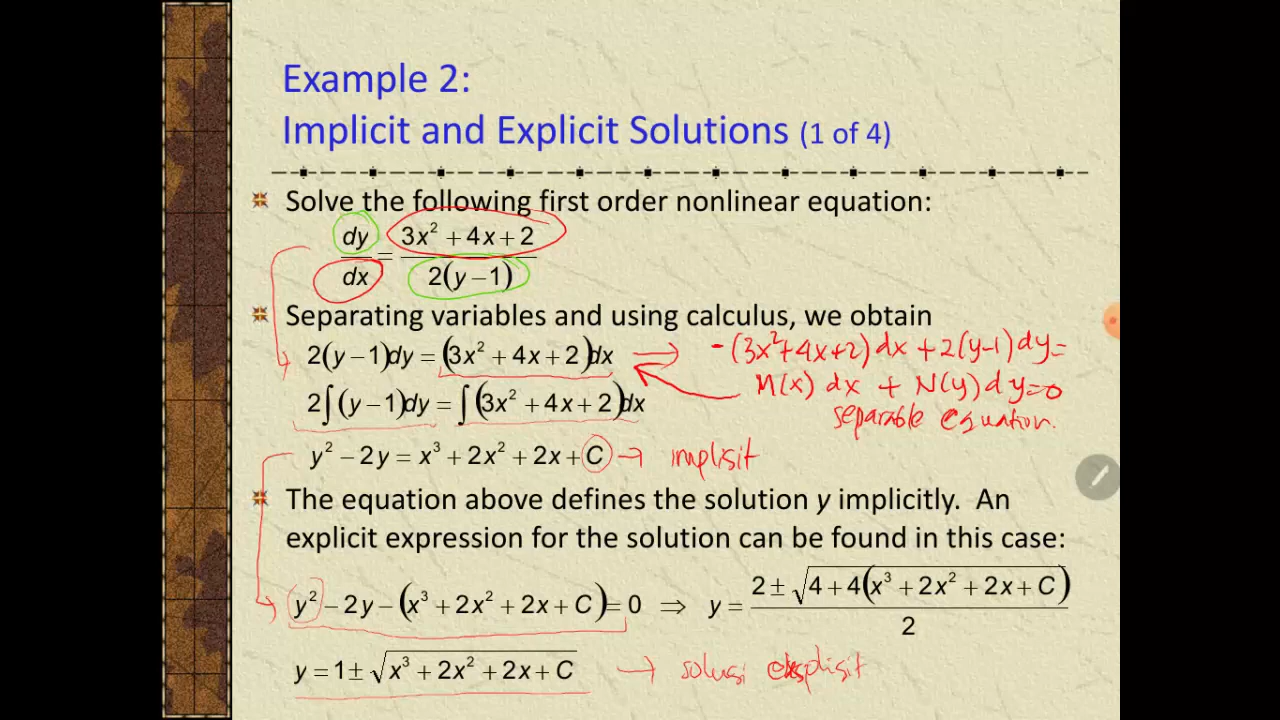 Example 2:
Implicit and Explicit Solutions (1 of 4)
Solve the following first order nonlinear equation:
dy/dx = (3x² + 4x + 2)/(2(y − 1))
Separating variables and using calculus, we obtain
2(y − 1)dy = (3x² + 4x + 2)dx ⇒ -(3x²+4x+2)dx + 2(y-1)dy=
M(x) dx + N(y)dy=0
2∫(y − 1)dy = ∫(3x² + 4x + 2)dx
separable equation.
y² − 2y = x³ + 2x² + 2x + C → implisit
The equation above defines the solution y implicitly. An
explicit expression for the solution can be found in this case:
y² − 2y − (x³ + 2x² + 2x + C) = 0 ⇒ y = (2 ± √(4 + 4(x³ + 2x² + 2x + C)))/2
y = 1 ± √(x³ + 2x² + 2x + C) → solusi eksplisit